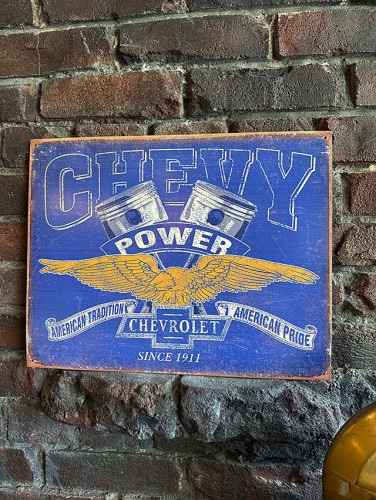 CHEVY
POWER
AMERICAN TRADITION
AMERICAN PRIDE
CHEVROLET
SINCE 1911